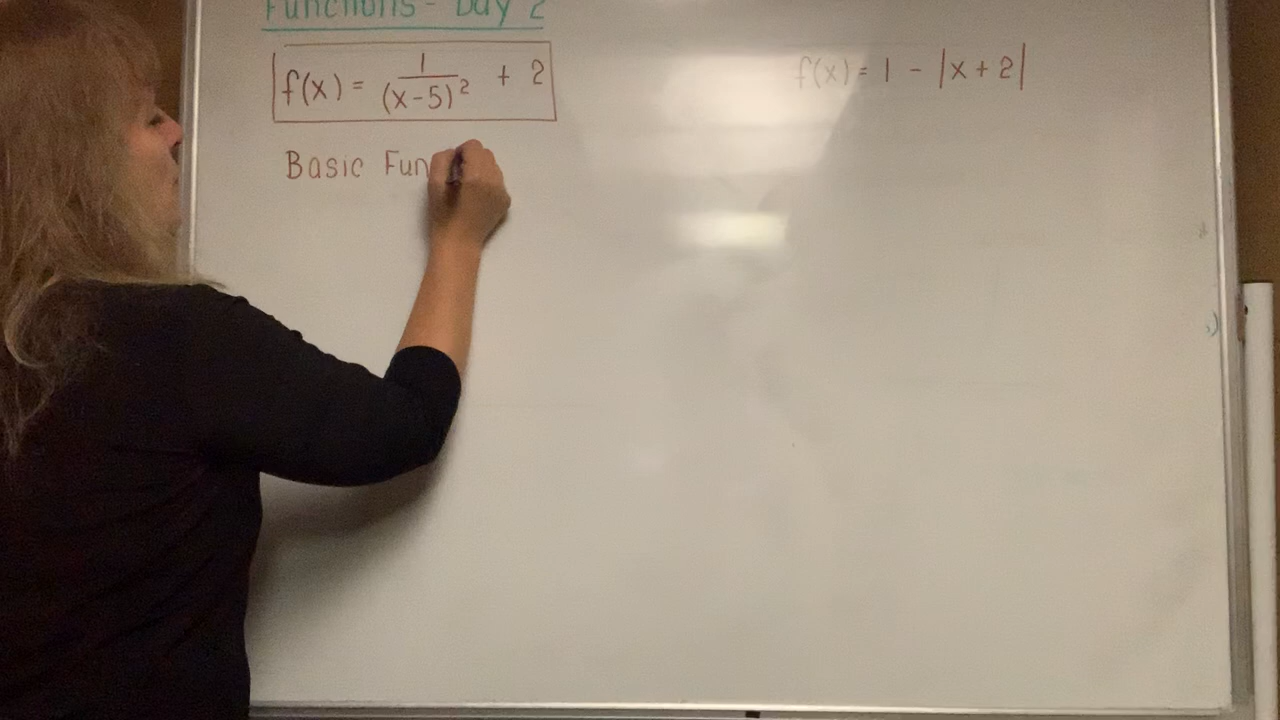 Functions - Day 2
f(x) = 1/(x-5)² + 2
f(x) = 1 - |x+2|
Basic Fun